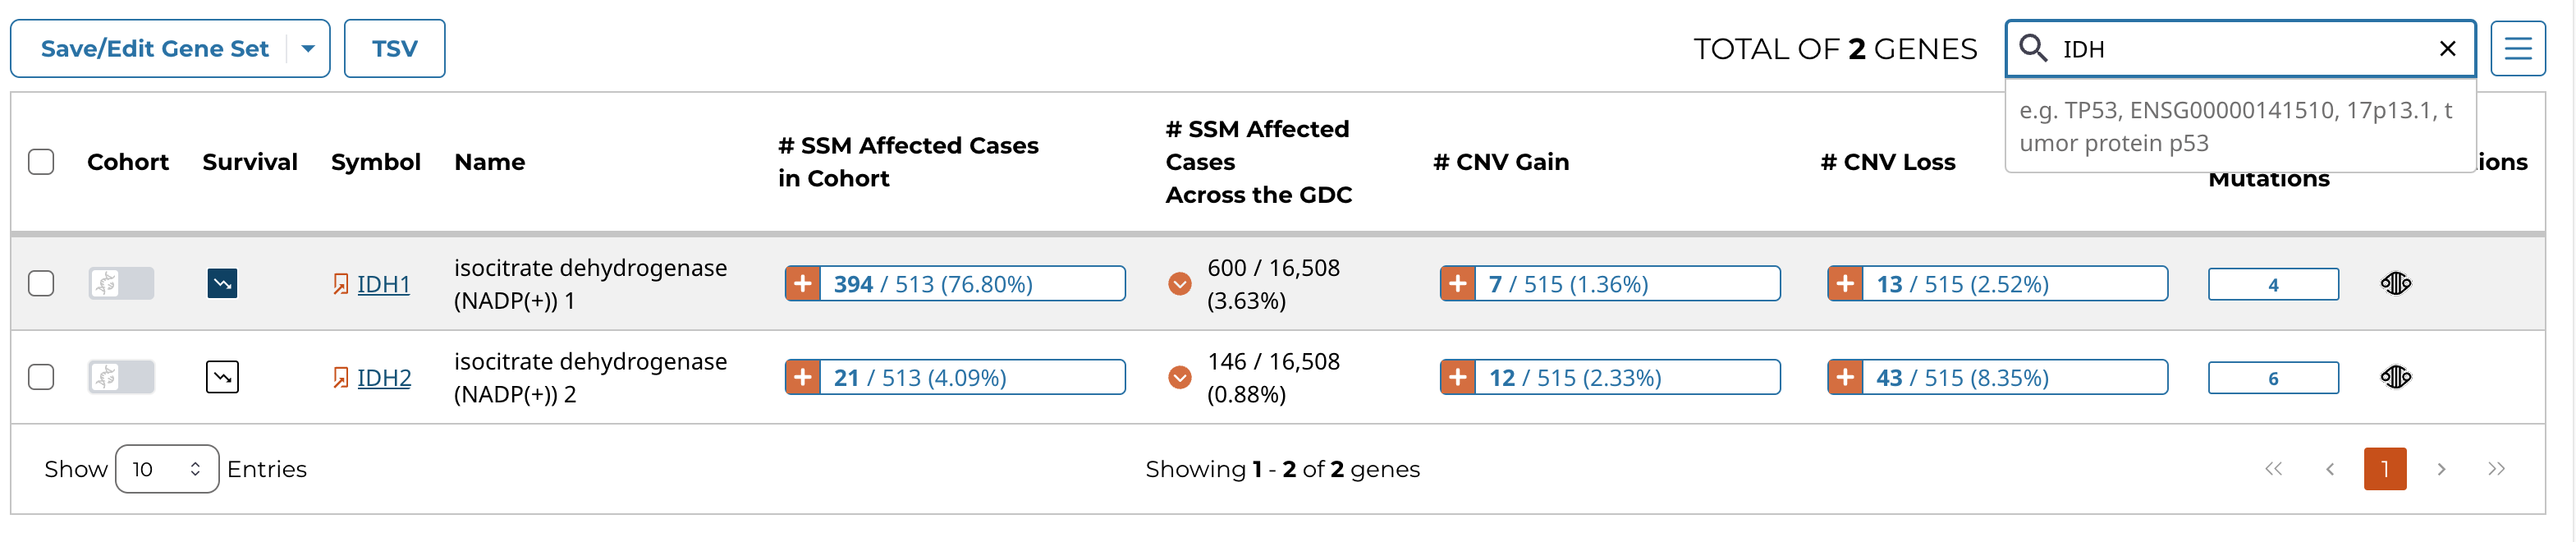 Save/Edit Gene Set
TSV
TOTAL OF 2 GENES
IDH
e.g. TP53, ENSG00000141510, 17p13.1, t
umor protein p53
Cohort
Survival
Symbol
Name
# SSM Affected Cases
in Cohort
# SSM Affected
Cases
Across the GDC
# CNV Gain
# CNV Loss
Mutations
ions
IDH1
isocitrate dehydrogenase
(NADP(+)) 1
394 / 513 (76.80%)
600 / 16,508
(3.63%)
7 / 515 (1.36%)
13 / 515 (2.52%)
4
IDH2
isocitrate dehydrogenase
(NADP(+)) 2
21 / 513 (4.09%)
146 / 16,508
(0.88%)
12 / 515 (2.33%)
43 / 515 (8.35%)
6
Show 10 Entries
Showing 1 - 2 of 2 genes
1